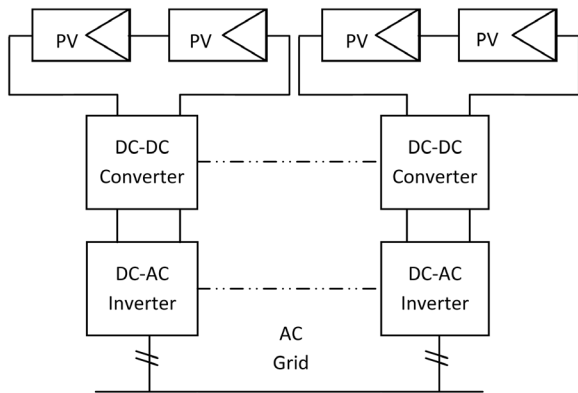 PV PV PV PV
DC-DC
Converter
DC-DC
Converter
DC-AC
Inverter
DC-AC
Inverter
AC
Grid